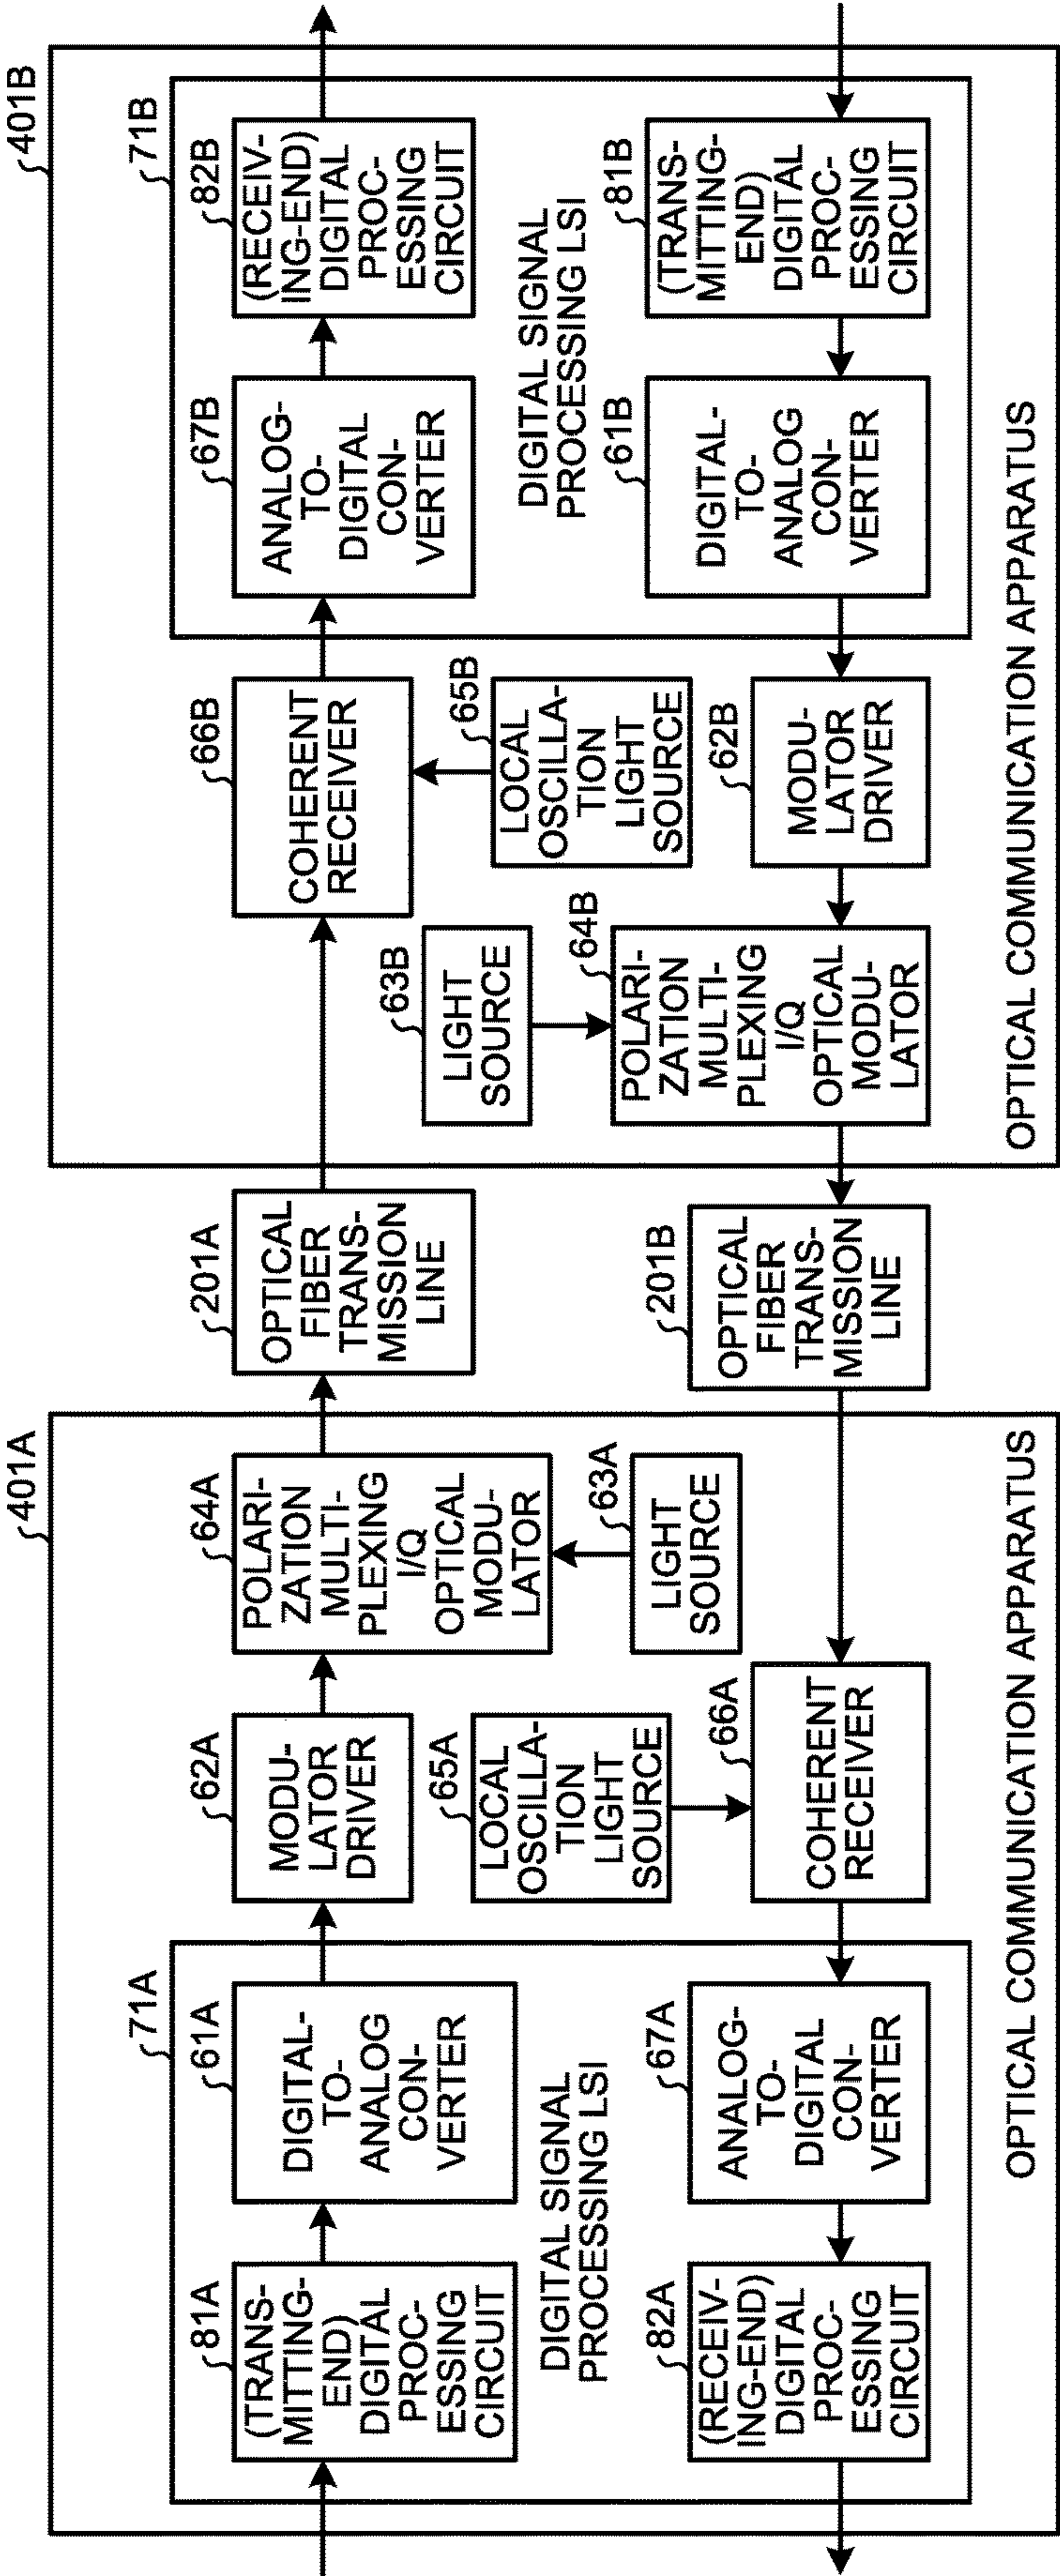 401A
71A
81A
(TRANS-
MITTING-
END)
DIGITAL
PROC-
ESSING
CIRCUIT
61A
DIGITAL-
TO-
ANALOG
CON-
VERTER
DIGITAL SIGNAL
PROCESSING LSI
82A
(RECEIV-
ING-END)
DIGITAL
PROC-
ESSING
CIRCUIT
67A
ANALOG-
TO-
DIGITAL
CON-
VERTER
62A
MODU-
LATOR
DRIVER
64A
POLARI-
ZATION
MULTI-
PLEXING
I/Q
OPTICAL
MODU-
LATOR
65A
LOCAL
OSCILLA-
TION
LIGHT
SOURCE
63A
LIGHT
SOURCE
66A
COHERENT
RECEIVER
OPTICAL COMMUNICATION APPARATUS
201A
OPTICAL
FIBER
TRANS-
MISSION
LINE
201B
OPTICAL
FIBER
TRANS-
MISSION
LINE
401B
66B
COHERENT
RECEIVER
63B
LIGHT
SOURCE
65B
LOCAL
OSCILLA-
TION
LIGHT
SOURCE
64B
POLARI-
ZATION
MULTI-
PLEXING
I/Q
OPTICAL
MODU-
LATOR
62B
MODU-
LATOR
DRIVER
71B
67B
ANALOG-
TO-
DIGITAL
CON-
VERTER
82B
(RECEIV-
ING-END)
DIGITAL
PROC-
ESSING
CIRCUIT
DIGITAL SIGNAL
PROCESSING LSI
61B
DIGITAL-
TO-
ANALOG
CON-
VERTER
81B
(TRANS-
MITTING-
END)
DIGITAL
PROC-
ESSING
CIRCUIT
OPTICAL COMMUNICATION APPARATUS